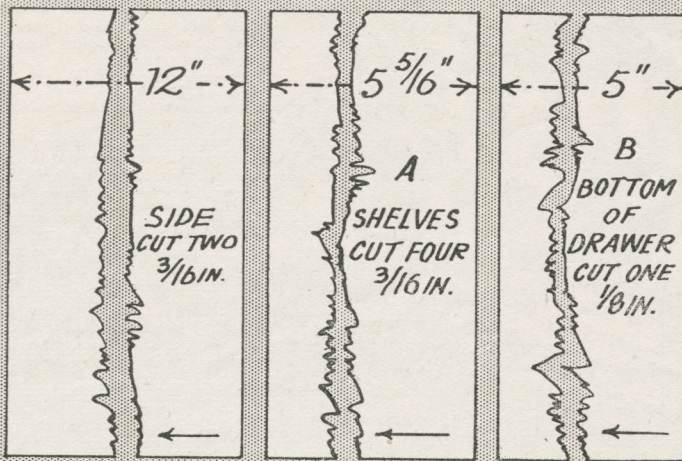 12"
SIDE
CUT TWO
3/16 IN.
5 5/16"
A
SHELVES
CUT FOUR
3/16 IN.
5"
B
BOTTOM
OF
DRAWER
CUT ONE
1/8 IN.